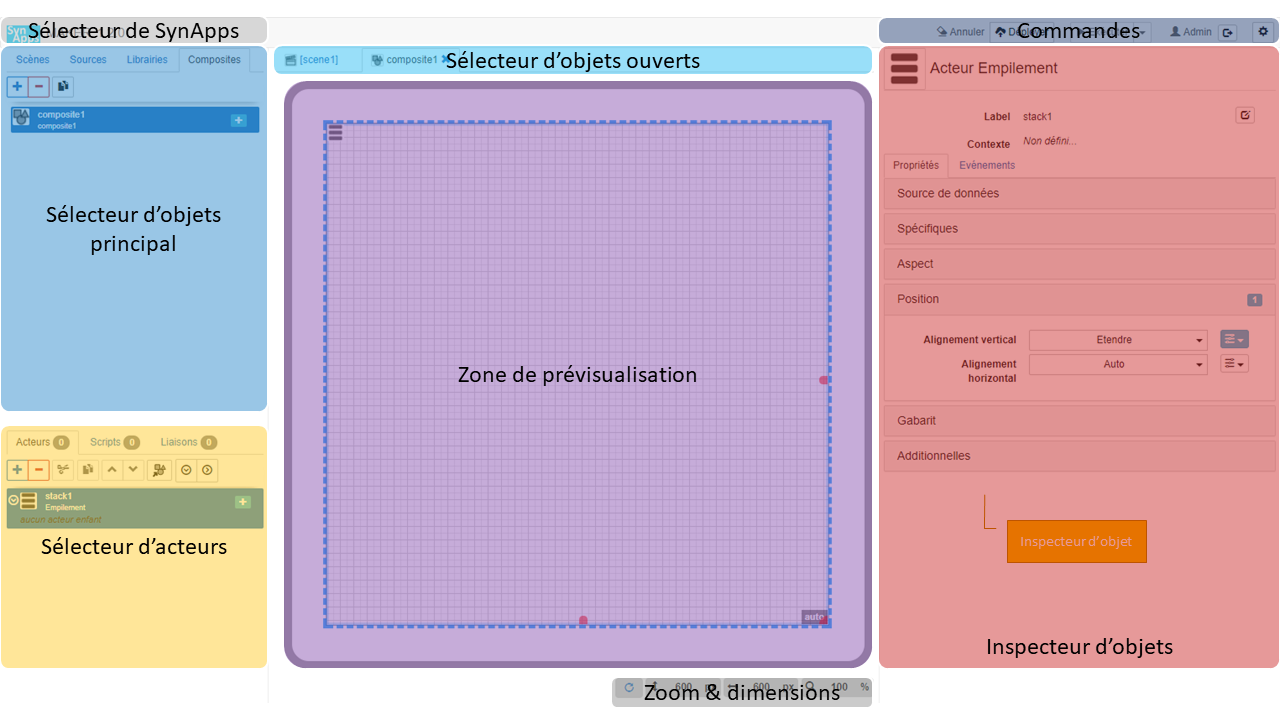 Sélecteur de SynApps
Syn
Apps
Annuler
Commandes
Admin
Scènes Sources Librairies Composites
composite1
composite1
Sélecteur d'objets
principal
[scene1] composite1
Sélecteur d'objets ouverts
Acteurs 0 Scripts 0 Liaisons 0
stack1
Empilement
aucun acteur enfant
Sélecteur d'acteurs
Zone de prévisualisation
auto
600 600 px 100 %
Zoom & dimensions
Acteur Empilement
Label stack1
Contexte Non défini...
Propriétés Evènements
Source de données
Spécifiques
Aspect
Position 1
Alignement vertical Etendre
Alignement Auto
horizontal
Gabarit
Additionnelles
Inspecteur d'objet
Inspecteur d'objets